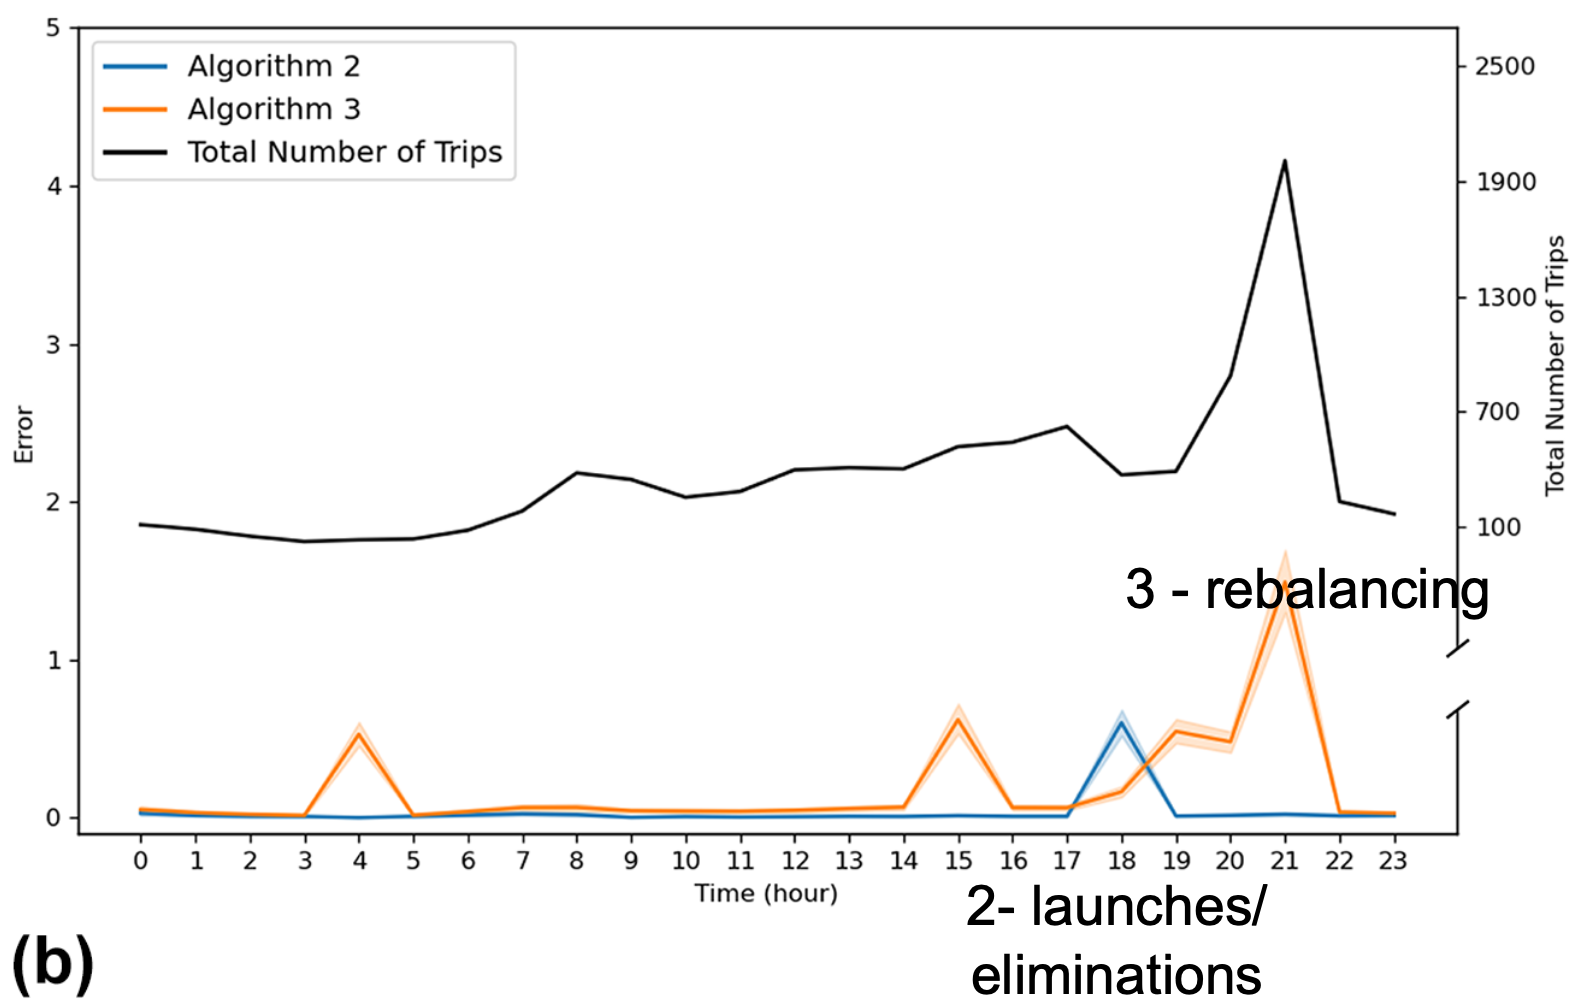 5
4
3
2
1
0
Error
Algorithm 2
Algorithm 3
Total Number of Trips
2500
1900
1300
700
100
Total Number of Trips
3 - rebalancing
0 1 2 3 4 5 6 7 8 9 10 11 12 13 14 15 16 17 18 19 20 21 22 23
Time (hour)
2- launches/
eliminations
(b)